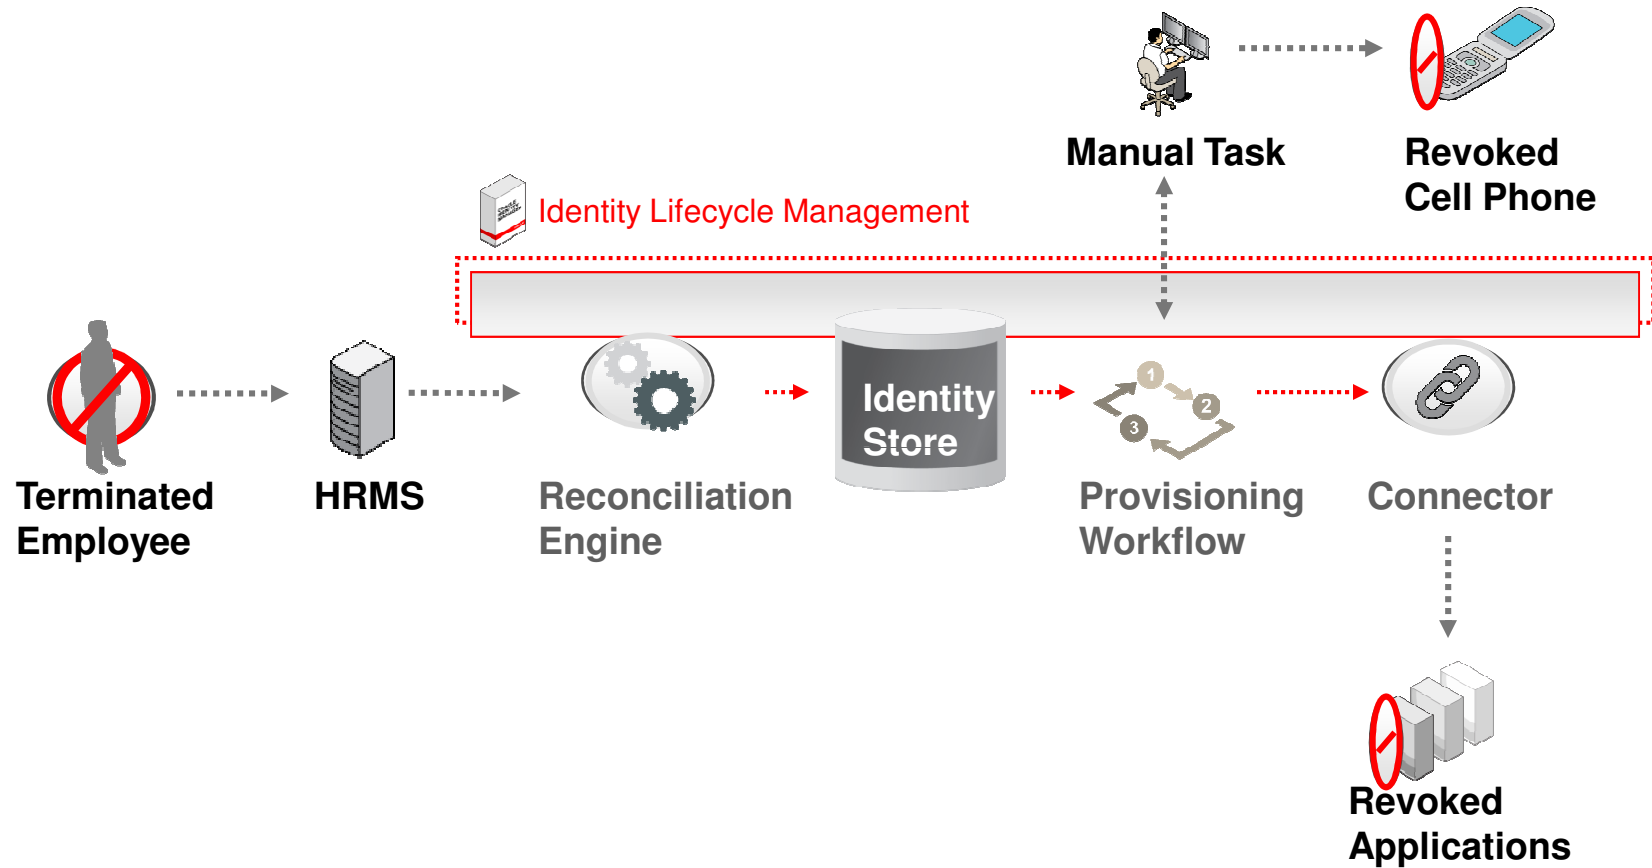 Manual Task
Revoked
Cell Phone
Identity Lifecycle Management
1
2
3
Identity
Store
Terminated
Employee
HRMS
Reconciliation
Engine
Provisioning
Workflow
Connector
Revoked
Applications